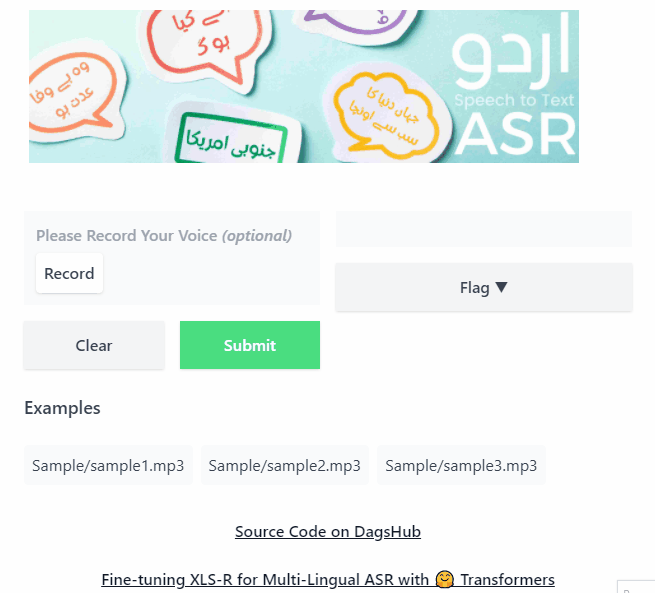 ہے کیا
ہو گ
وہ بے وفا
عدت ہو
جنوبی امریکا
جہاں دنیا کا
سب سے اونچا
اردو
Speech to Text
ASR
Please Record Your Voice (optional)
Record
Flag ▼
Clear
Submit
Examples
Sample/sample1.mp3 Sample/sample2.mp3 Sample/sample3.mp3
Source Code on DagsHub
Fine-tuning XLS-R for Multi-Lingual ASR with 🤗 Transformers